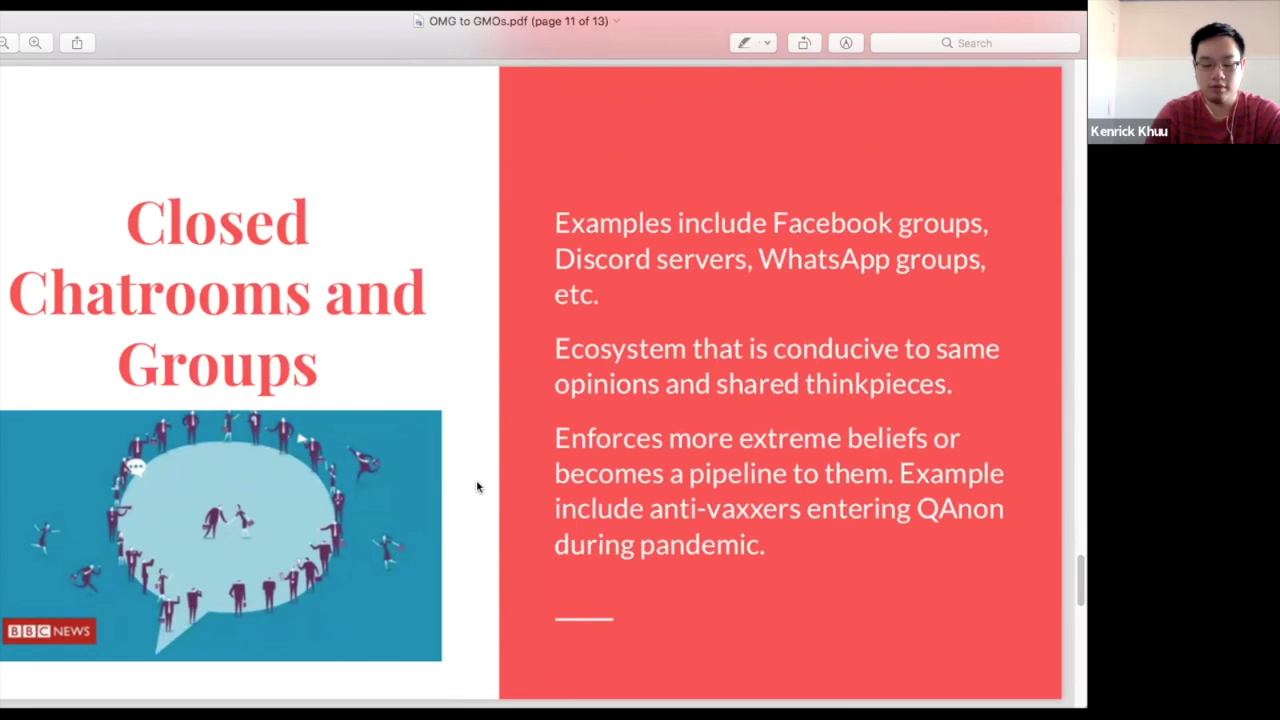 OMG to GMOs.pdf (page 11 of 13)
Search
Kenrick Khuu
Closed
Chatrooms and
Groups
BBC NEWS
Examples include Facebook groups,
Discord servers, WhatsApp groups,
etc.
Ecosystem that is conducive to same
opinions and shared thinkpieces.
Enforces more extreme beliefs or
becomes a pipeline to them. Example
include anti-vaxxers entering QAnon
during pandemic.